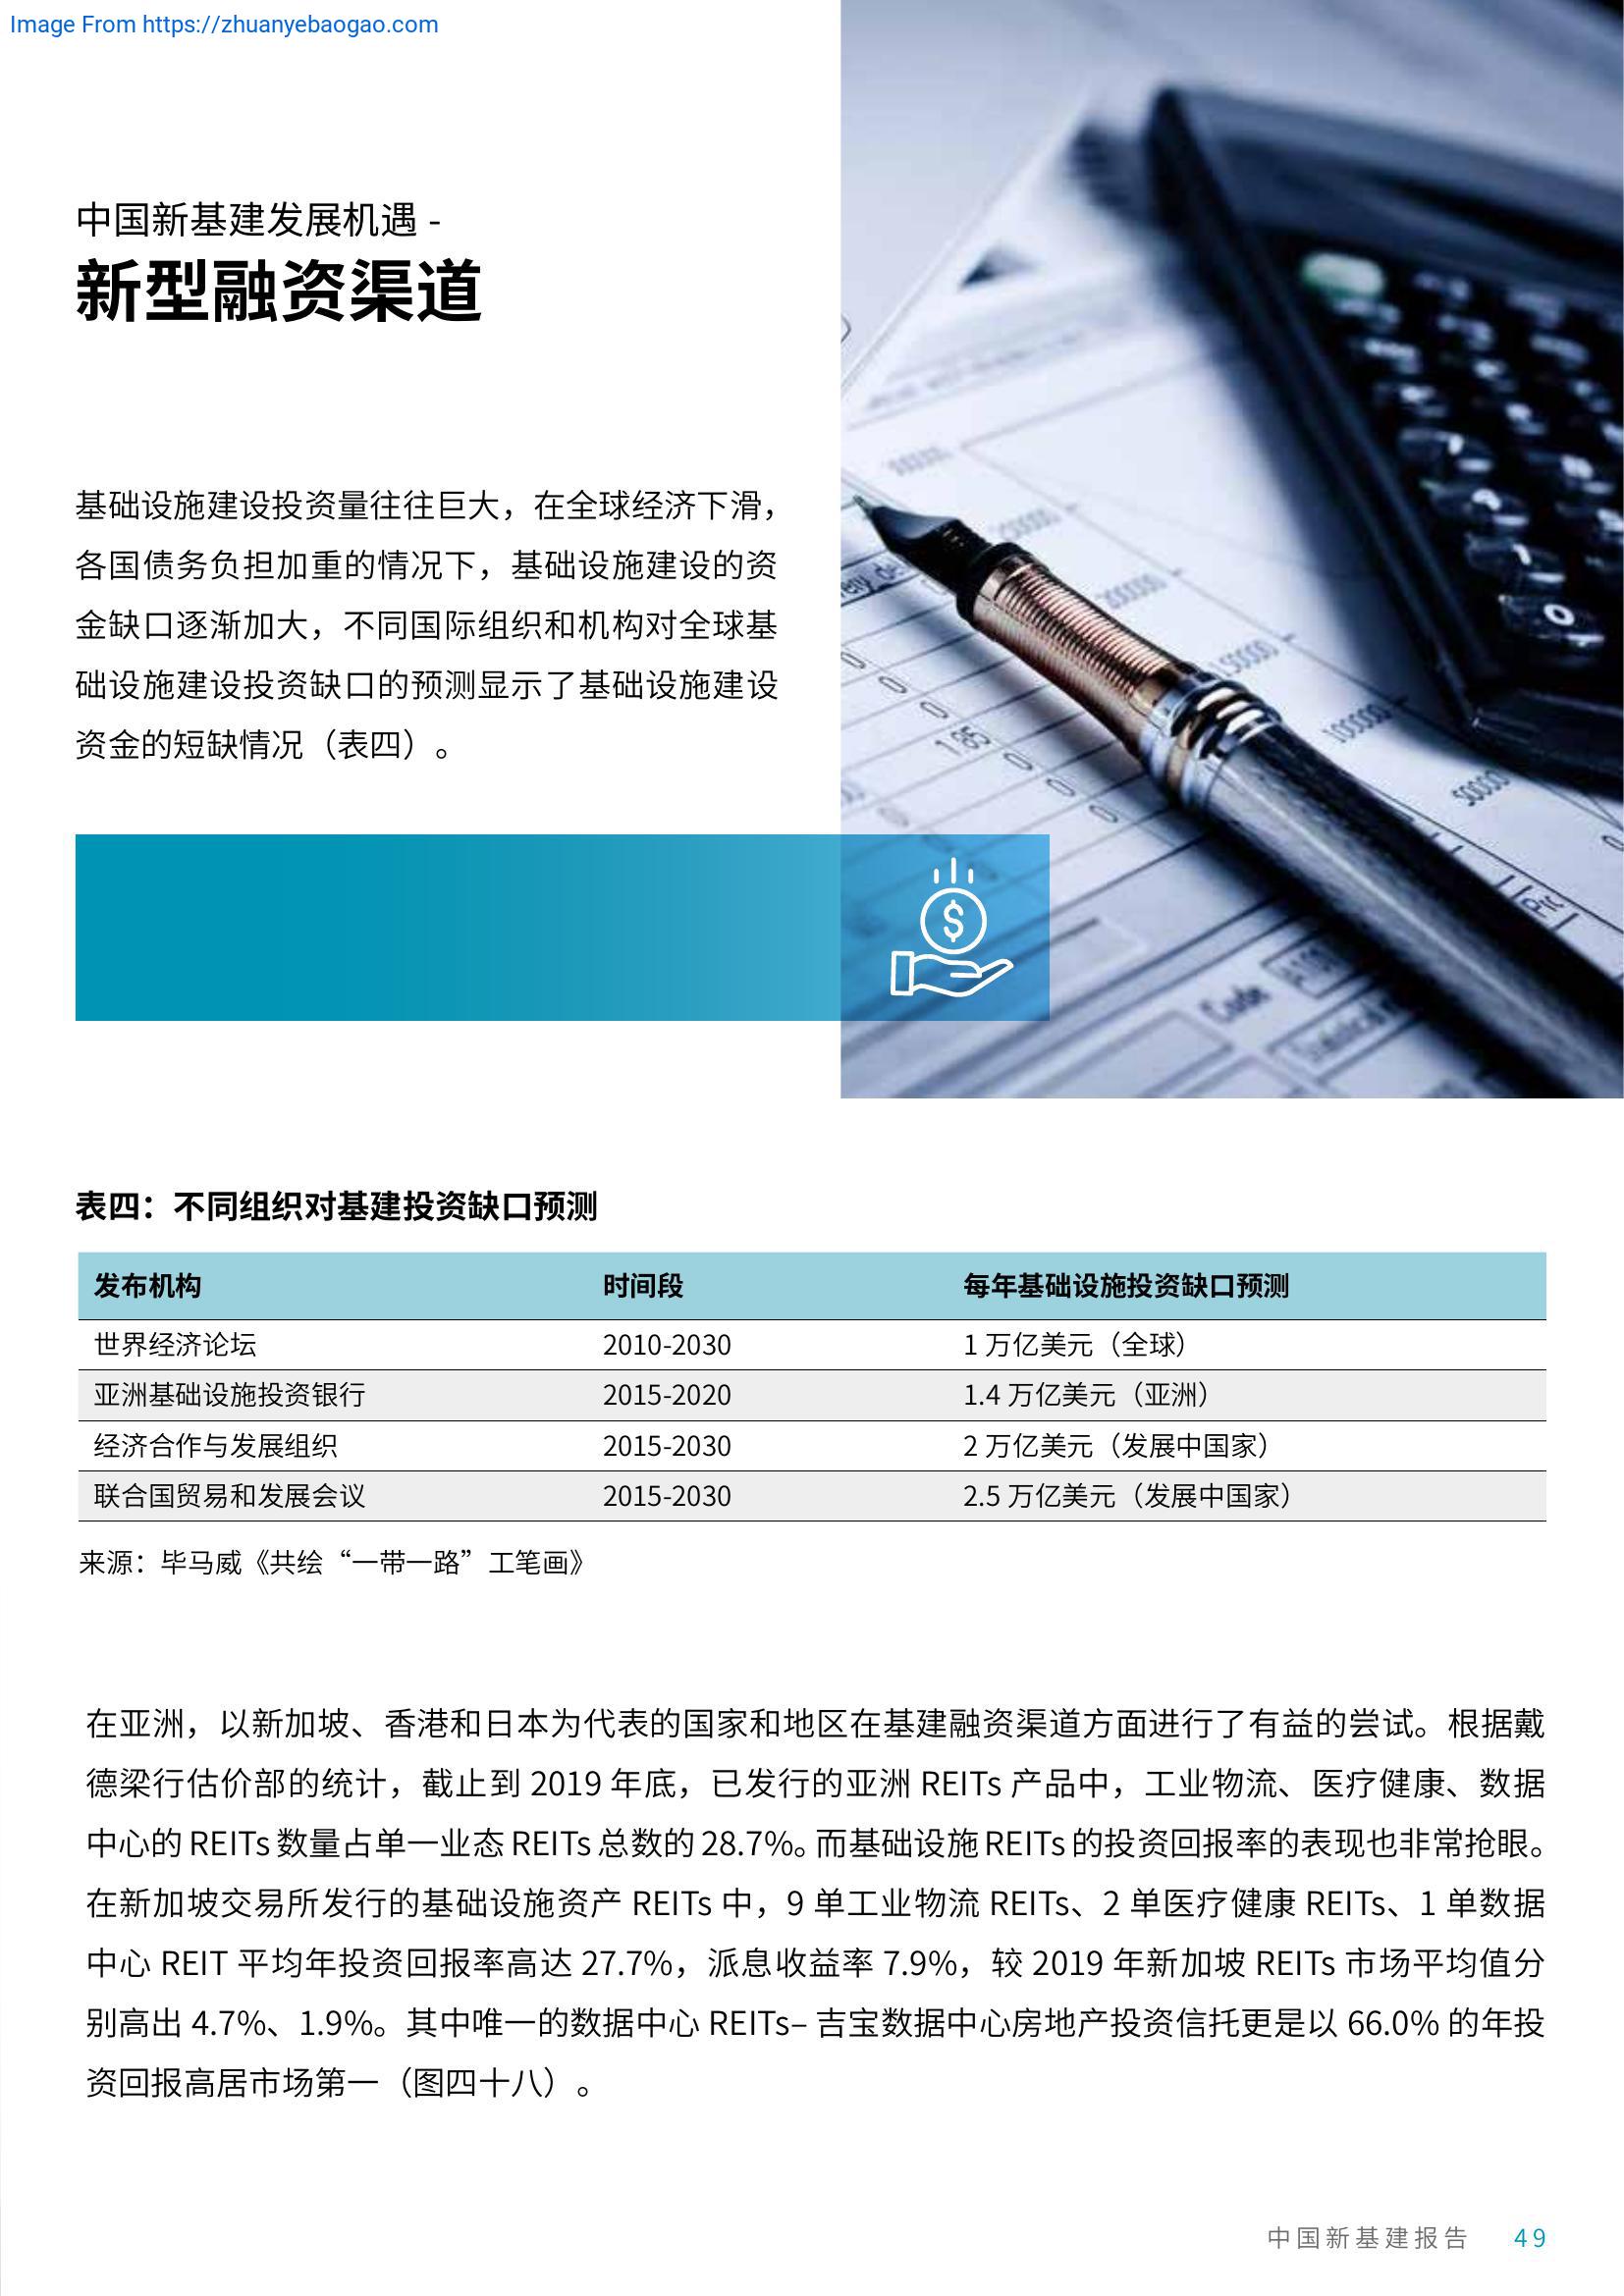 Image From https://zhuanyebaogao.com
中国新基建发展机遇 -
新型融资渠道
基础设施建设投资量往往巨大，在全球经济下滑，
各国债务负担加重的情况下，基础设施建设的资
金缺口逐渐加大，不同国际组织和机构对全球基
础设施建设投资缺口的预测显示了基础设施建设
资金的短缺情况（表四）。
185
200000
150000
100000
50000
Code
表四：不同组织对基建投资缺口预测
发布机构 时间段 每年基础设施投资缺口预测
世界经济论坛 2010-2030 1 万亿美元（全球）
亚洲基础设施投资银行 2015-2020 1.4 万亿美元（亚洲）
经济合作与发展组织 2015-2030 2 万亿美元（发展中国家）
联合国贸易和发展会议 2015-2030 2.5 万亿美元（发展中国家）
来源：毕马威《共绘“一带一路”工笔画》
在亚洲，以新加坡、香港和日本为代表的国家和地区在基建融资渠道方面进行了有益的尝试。根据戴
德梁行估价部的统计，截止到 2019 年底，已发行的亚洲 REITs 产品中，工业物流、医疗健康、数据
中心的 REITs 数量占单一业态 REITs 总数的 28.7%。而基础设施 REITs 的投资回报率的表现也非常抢眼。
在新加坡交易所发行的基础设施资产 REITs 中，9 单工业物流 REITs、2 单医疗健康 REITs、1 单数据
中心 REIT 平均年投资回报率高达 27.7%，派息收益率 7.9%，较 2019 年新加坡 REITs 市场平均值分
别高出 4.7%、1.9%。其中唯一的数据中心 REITs– 吉宝数据中心房地产投资信托更是以 66.0% 的年投
资回报高居市场第一（图四十八）。
中国新基建报告 49